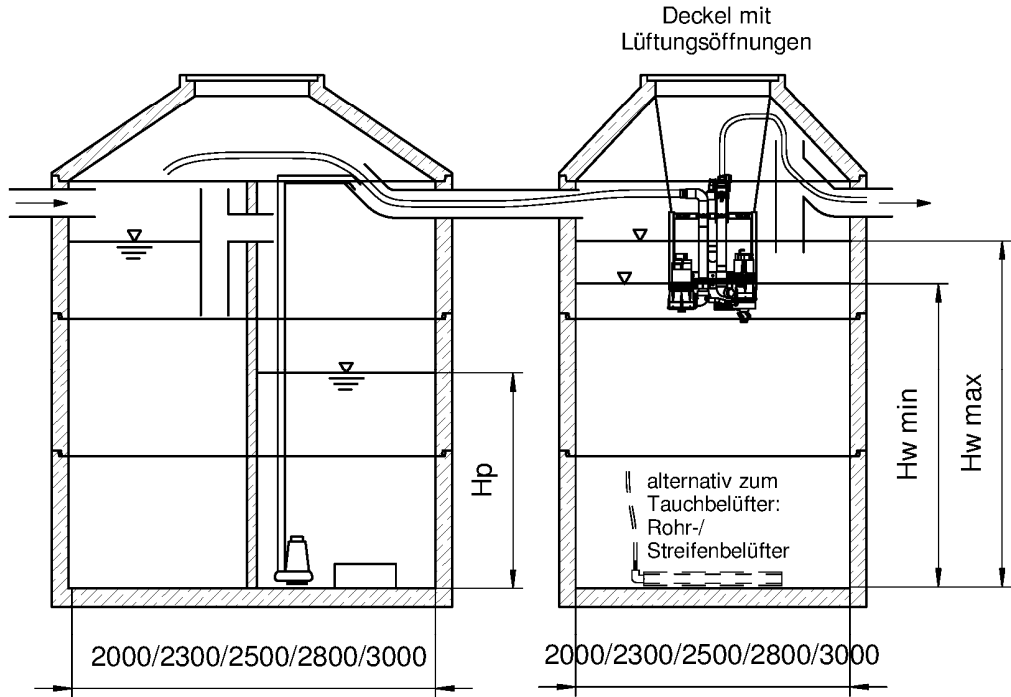 Deckel mit
Lüftungsöffnungen
Hp
Hw min
Hw max
alternativ zum
Tauchbelüfter:
Rohr-/
Streifenbelüfter
2000/2300/2500/2800/3000
2000/2300/2500/2800/3000